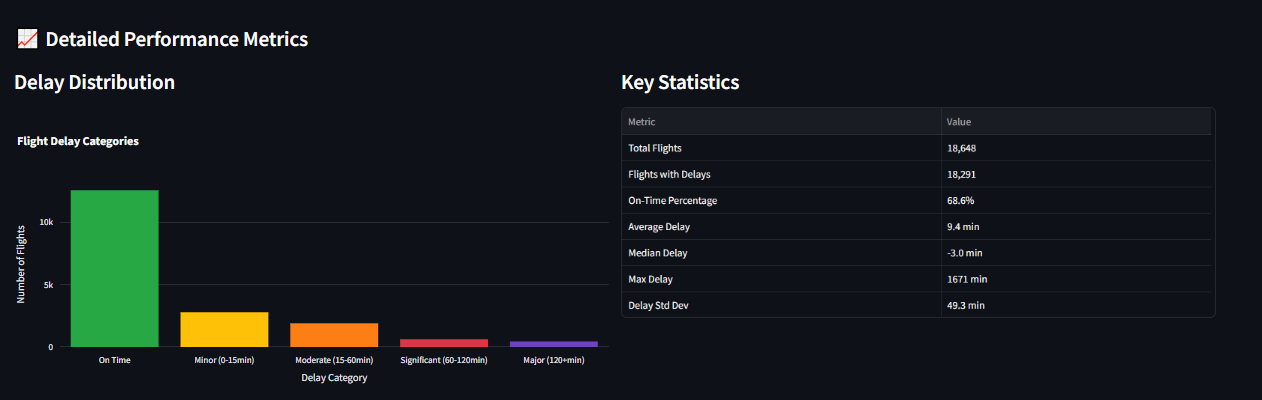 📈 Detailed Performance Metrics
Delay Distribution
Flight Delay Categories
Number of Flights
10k
5k
0
On Time
Minor (0-15min)
Moderate (15-60min)
Significant (60-120min)
Major (120+min)
Delay Category
Key Statistics
Metric Value
Total Flights 18,648
Flights with Delays 18,291
On-Time Percentage 68.6%
Average Delay 9.4 min
Median Delay -3.0 min
Max Delay 1671 min
Delay Std Dev 49.3 min